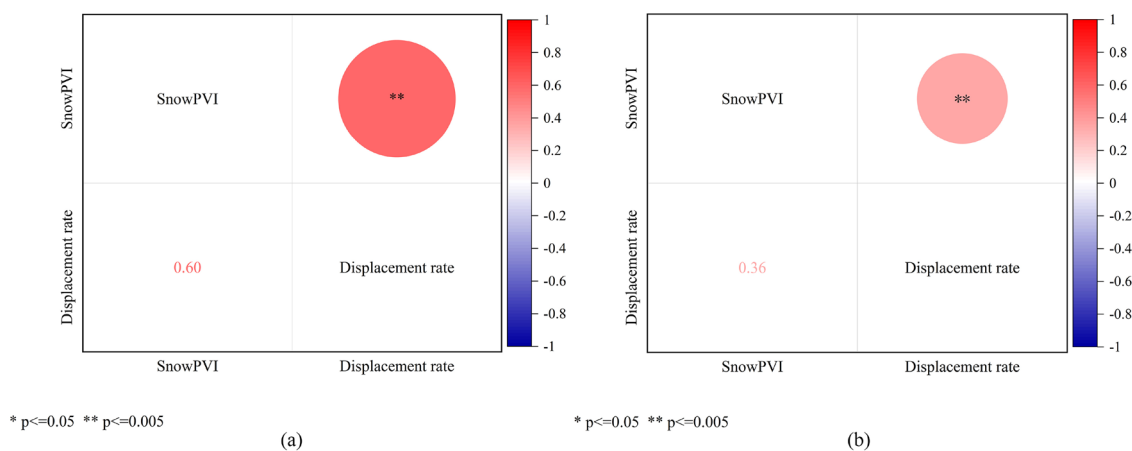 SnowPVI
Displacement rate
SnowPVI
**
0.60
Displacement rate
SnowPVI
Displacement rate
1
0.8
0.6
0.4
0.2
0
-0.2
-0.4
-0.6
-0.8
-1
* p<=0.05 ** p<=0.005
(a)
SnowPVI
Displacement rate
SnowPVI
**
0.36
Displacement rate
SnowPVI
Displacement rate
1
0.8
0.6
0.4
0.2
0
-0.2
-0.4
-0.6
-0.8
-1
* p<=0.05 ** p<=0.005
(b)